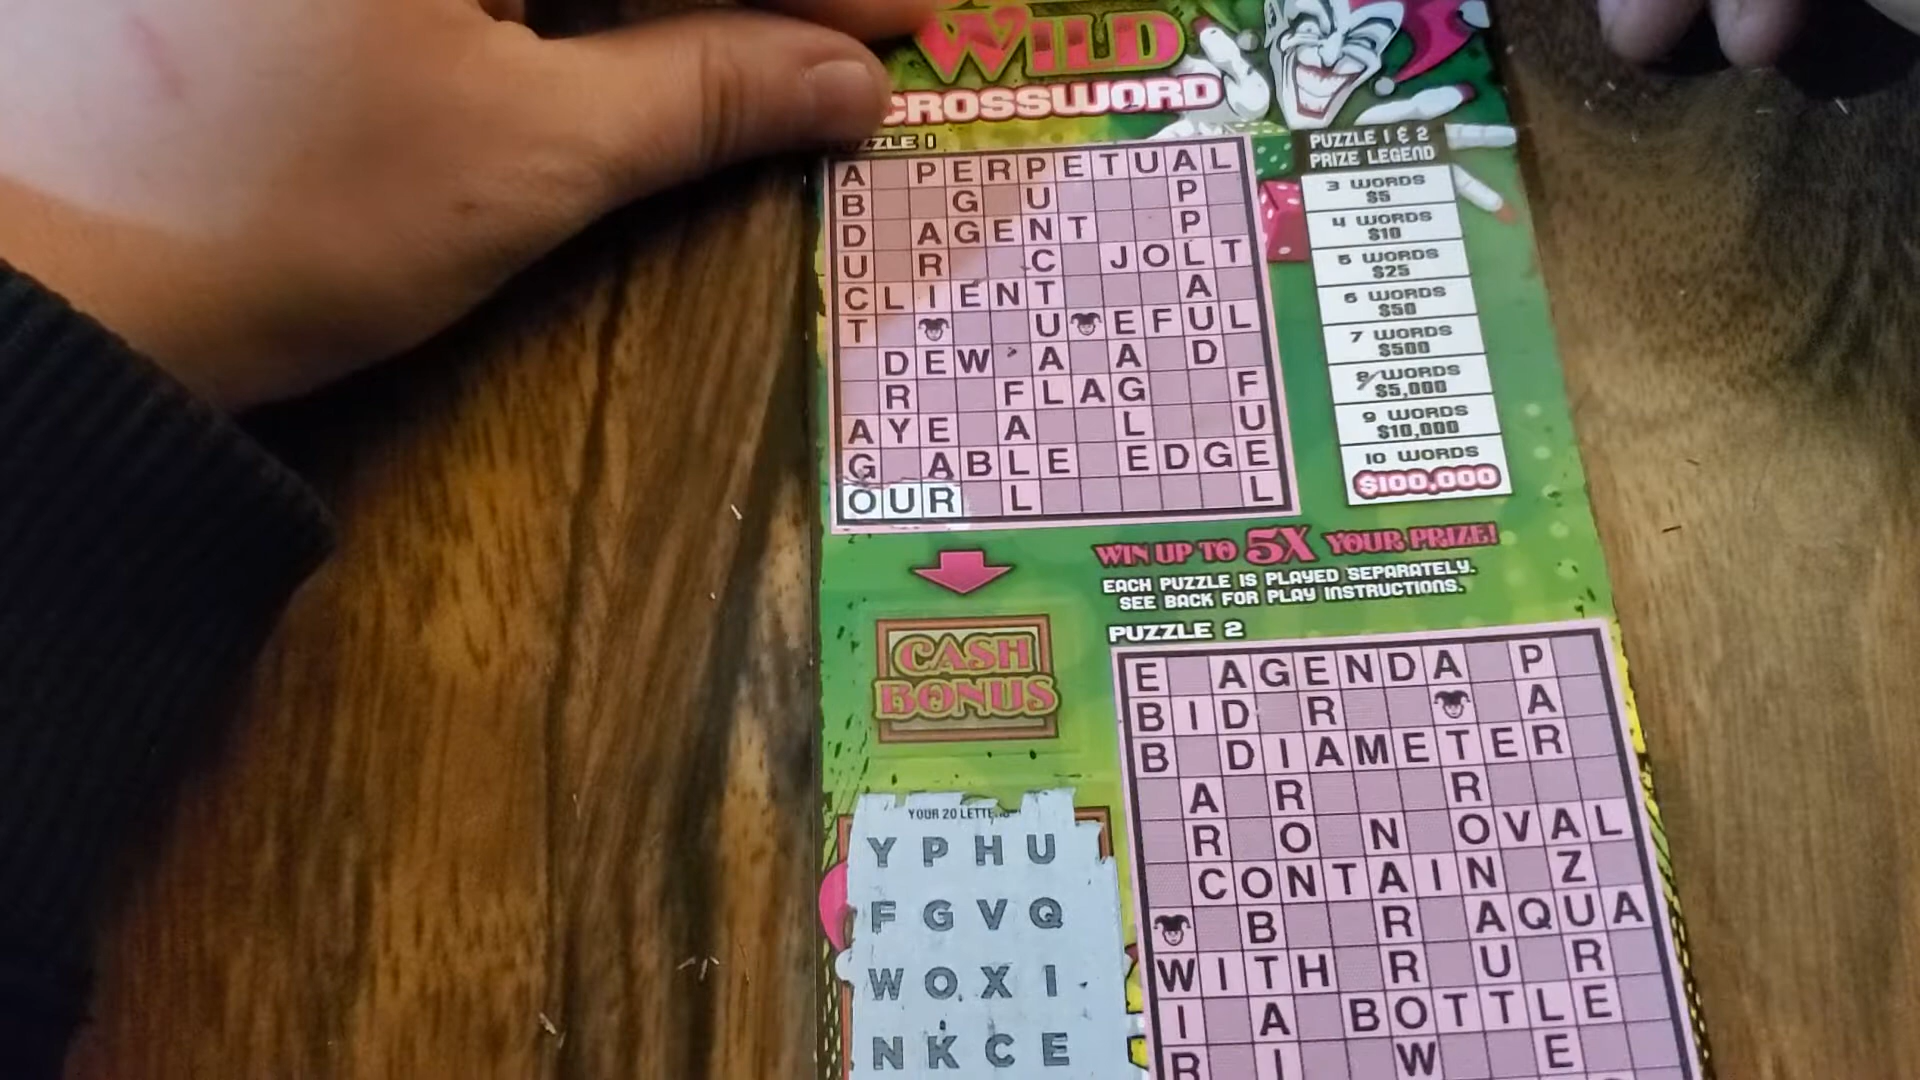 WILD
CROSSWORD
PUZZLE 1 & 2
PRIZE LEGEND
3 WORDS
$5
4 WORDS
$10
5 WORDS
$25
6 WORDS
$50
7 WORDS
$500
8 WORDS
$5,000
9 WORDS
$10,000
10 WORDS
$100,000
A PERPETUAL
B G U P
D AGENT P
U R C JOLT
CLIENT A
T U EFUL
DEW A A D
R FLAG F
AYE A L U
G ABLE EDGE
OUR L L
WIN UP TO 5X YOUR PRIZE!
EACH PUZZLE IS PLAYED SEPARATELY.
SEE BACK FOR PLAY INSTRUCTIONS.
CASH
BONUS
PUZZLE 2
E AGENDA P
BID R A
B DIAMETER
A R R
R O N OVAL
CONTAIN Z
B R AQUA
WITH R U R
I A BOTTLE
R I W E
YOUR 20 LETTERS
Y P H U
F G V Q
W O X I
N K C E